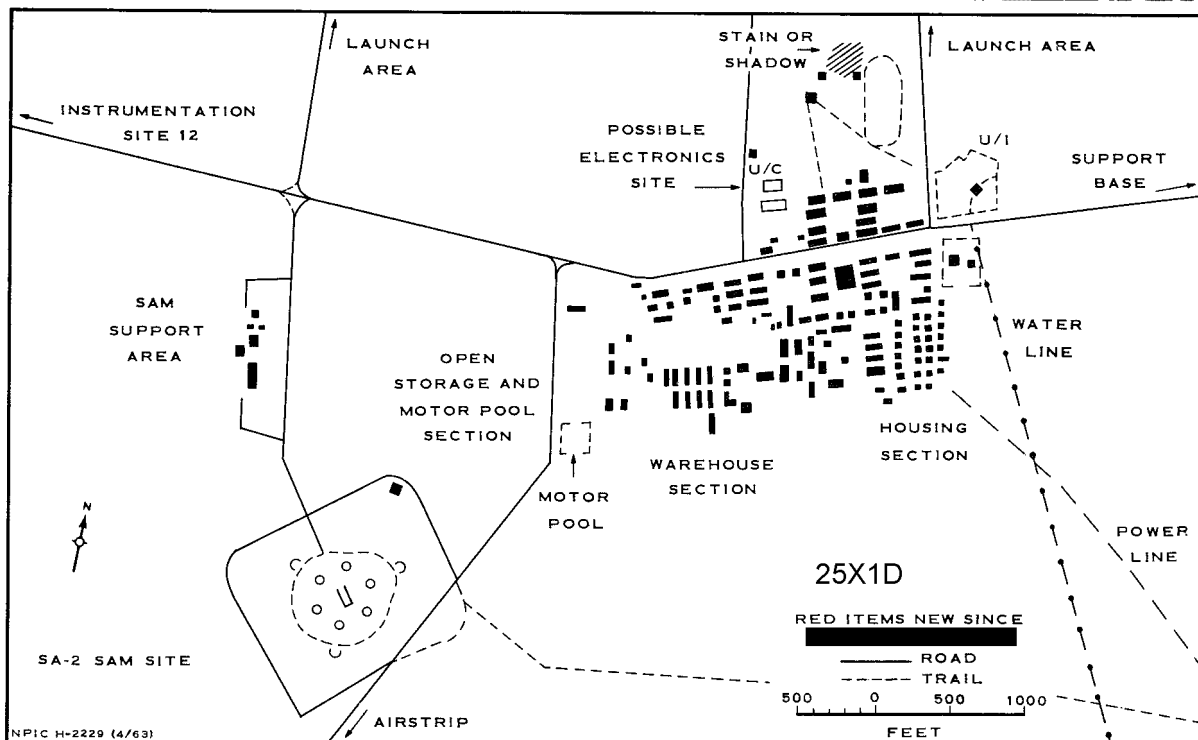 LAUNCH
AREA
STAIN OR
SHADOW
LAUNCH AREA
INSTRUMENTATION
SITE 12
POSSIBLE
ELECTRONICS
SITE
U/C
U/I
SUPPORT
BASE
SAM
SUPPORT
AREA
OPEN
STORAGE AND
MOTOR POOL
SECTION
WATER
LINE
HOUSING
SECTION
WAREHOUSE
SECTION
MOTOR
POOL
POWER
LINE
N
25X1D
RED ITEMS NEW SINCE
ROAD
TRAIL
500 0 500 1000
FEET
SA-2 SAM SITE
AIRSTRIP
NPIC H-2229 (4/63)